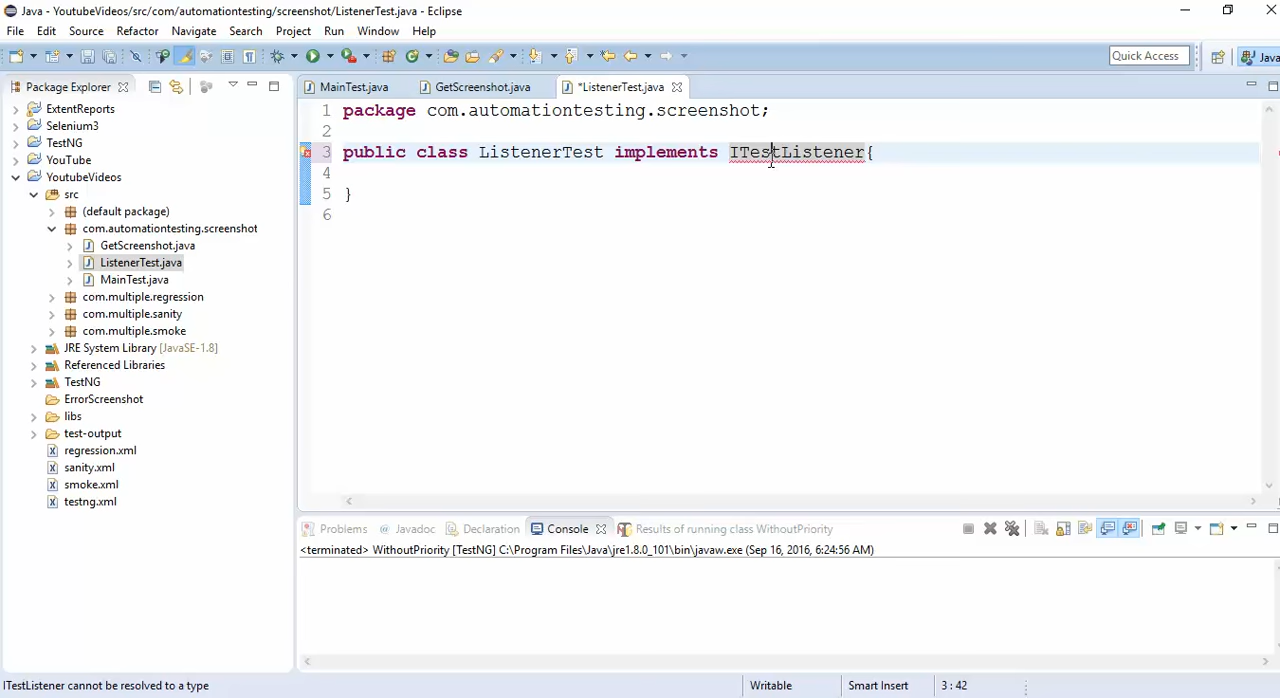 Java - YoutubeVideos/src/com/automationtesting/screenshot/ListenerTest.java - Eclipse
File Edit Source Refactor Navigate Search Project Run Window Help
Quick Access
Java
Package Explorer
MainTest.java
GetScreenshot.java
*ListenerTest.java
ExtentReports
Selenium3
TestNG
YouTube
YoutubeVideos
src
(default package)
com.automationtesting.screenshot
GetScreenshot.java
ListenerTest.java
MainTest.java
com.multiple.regression
com.multiple.sanity
com.multiple.smoke
JRE System Library [JavaSE-1.8]
Referenced Libraries
TestNG
ErrorScreenshot
libs
test-output
regression.xml
sanity.xml
smoke.xml
testng.xml
1 package com.automationtesting.screenshot;
2
3 public class ListenerTest implements ITestListener{
4
5 }
6
Problems @ Javadoc Declaration Console Results of running class WithoutPriority
<terminated> WithoutPriority [TestNG] C:\Program Files\Java\jre1.8.0_101\bin\javaw.exe (Sep 16, 2016, 6:24:56 AM)
ITestListener cannot be resolved to a type
Writable
Smart Insert
3 : 42